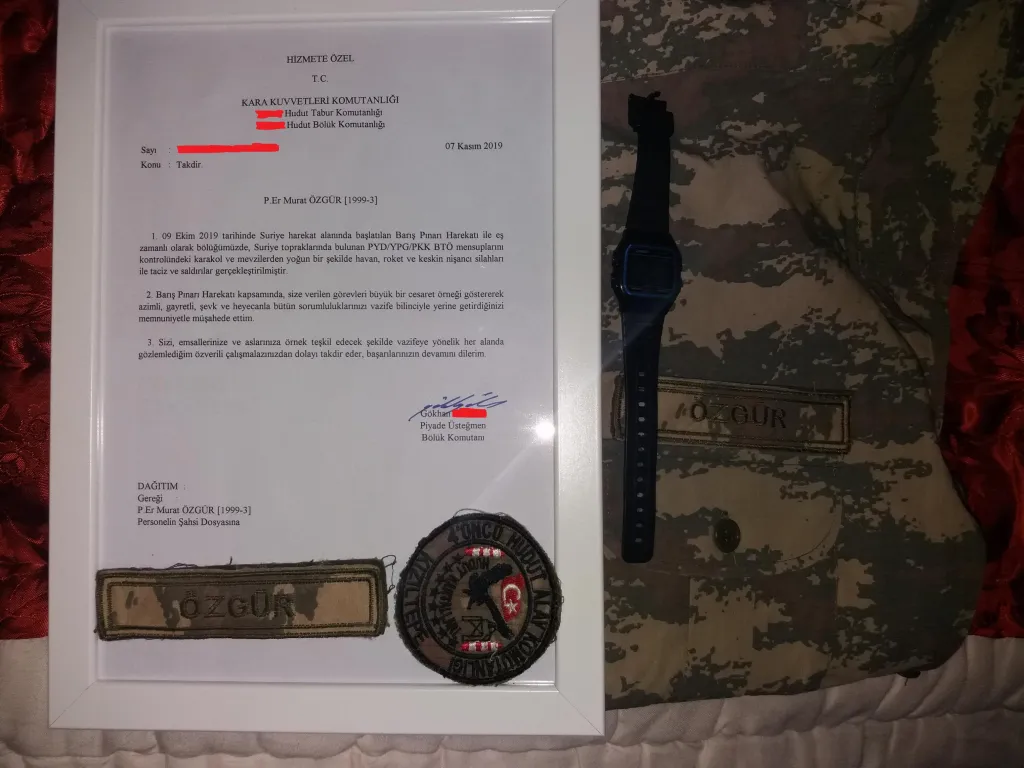 HİZMETE ÖZEL
T.C.
KARA KUVVETLERİ KOMUTANLIĞI
Hudut Tabur Komutanlığı
Hudut Bölük Komutanlığı
Sayı :
07 Kasım 2019
Konu : Takdir.
P.Er Murat ÖZGÜR [1999-3]
1. 09 Ekim 2019 tarihinde Suriye harekat alanında başlatılan Barış Pınarı Harekatı ile eş
zamanlı olarak bölüğümüzde, Suriye topraklarında bulunan PYD/YPG/PKK BTÖ mensuplarını
kontrolündeki karakol ve mevzilerden yoğun bir şekilde havan, roket ve keskin nişancı silahları
ile taciz ve saldırılar gerçekleştirilmiştir.
2. Barış Pınarı Harekatı kapsamında, size verilen görevleri büyük bir cesaret örneği göstererek
azimli, gayretli, şevk ve heyecanla bütün sorumluluklarınızı vazife bilinciyle yerine getirdiğinizi
memnuniyetle müşahede ettim.
3. Sizi, emsallerinize ve aslarınıza örnek teşkil edecek şekilde vazifeye yönelik her alanda
gözlemlediğim özverili çalışmalazınızdan dolayı takdir eder, başarılarınızın devamını dilerim.
Gökhan
Piyade Üsteğmen
Bölük Komutanı
DAĞITIM :
Gereği
P.Er Murat ÖZGÜR [1999-3]
Personelin Şahsi Dosyasına
ÖZGÜR
4'ÜNCÜ HUDUT ALAY KOMUTANLIĞI
KIZILTEPE
ÖZGÜR